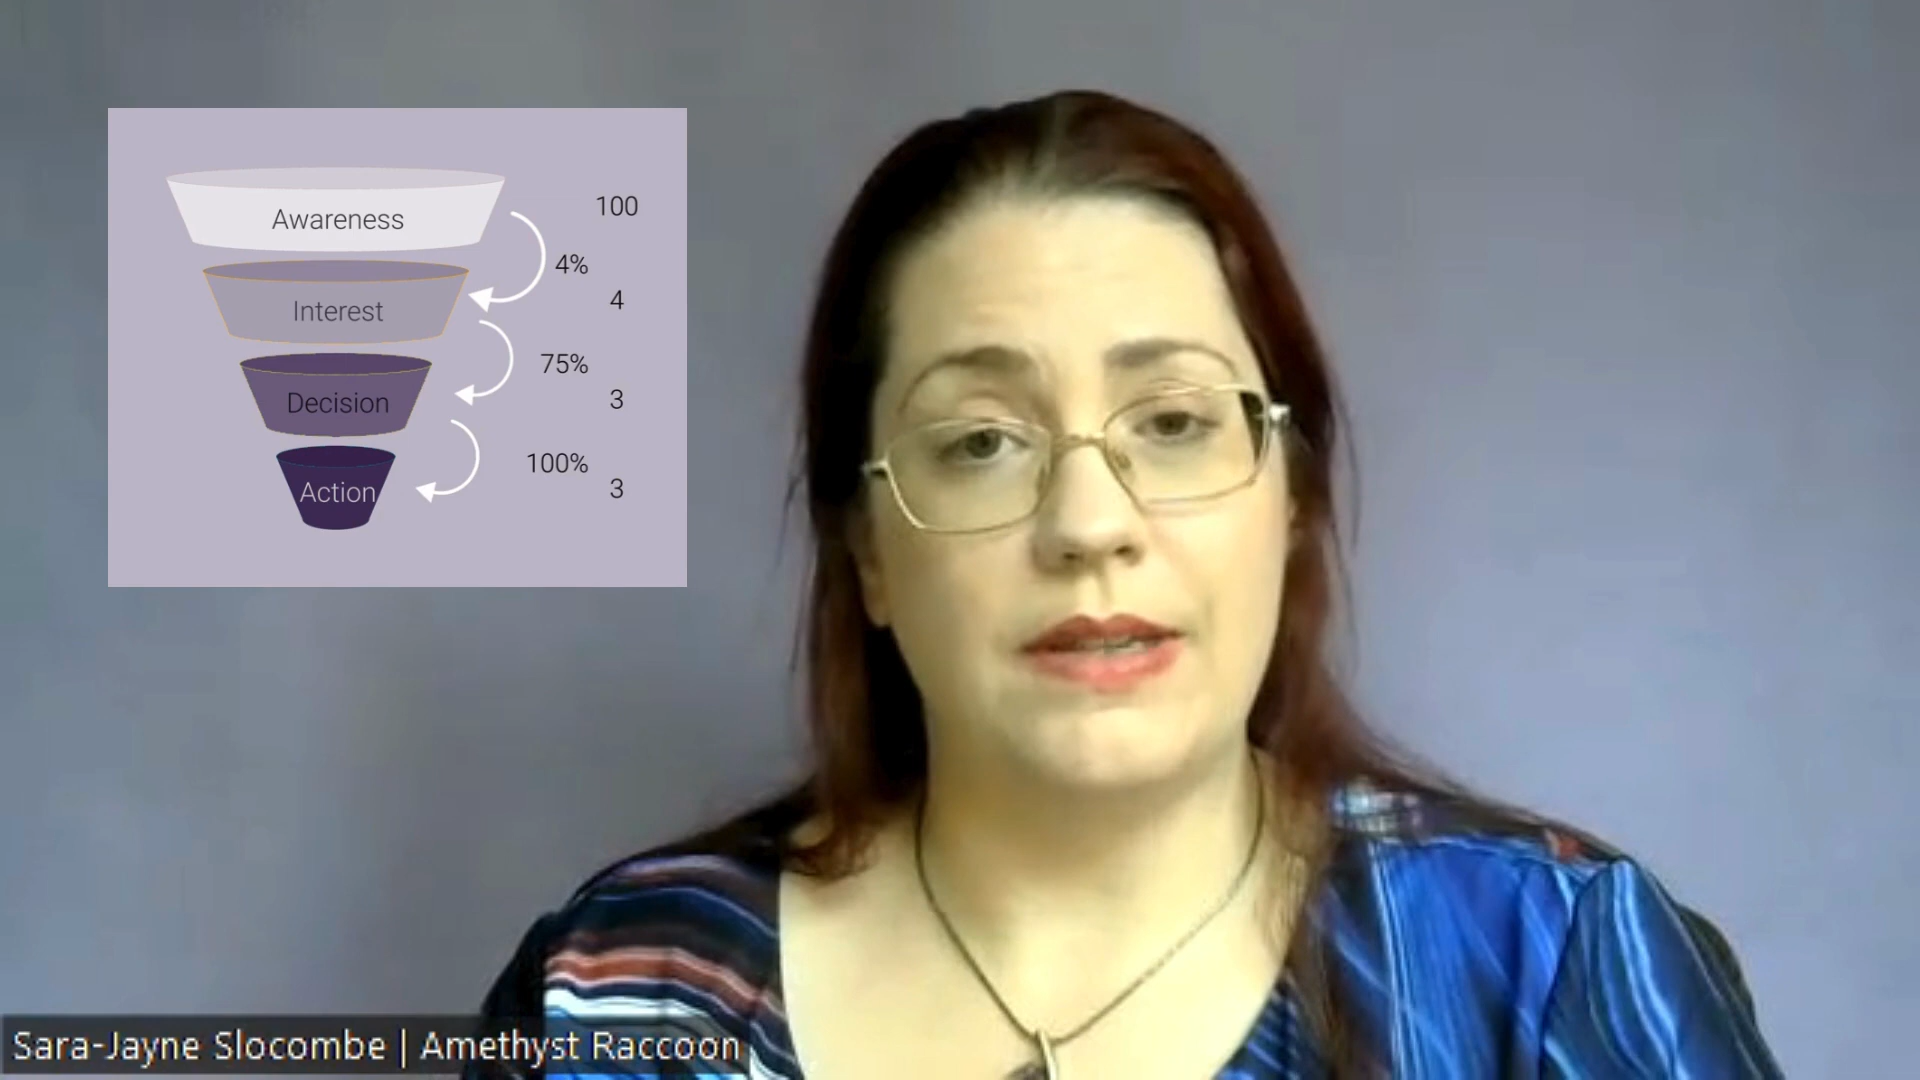 Awareness
100
4%
Interest
4
75%
Decision
3
100%
Action
3
Sara-Jayne Slocombe | Amethyst Raccoon